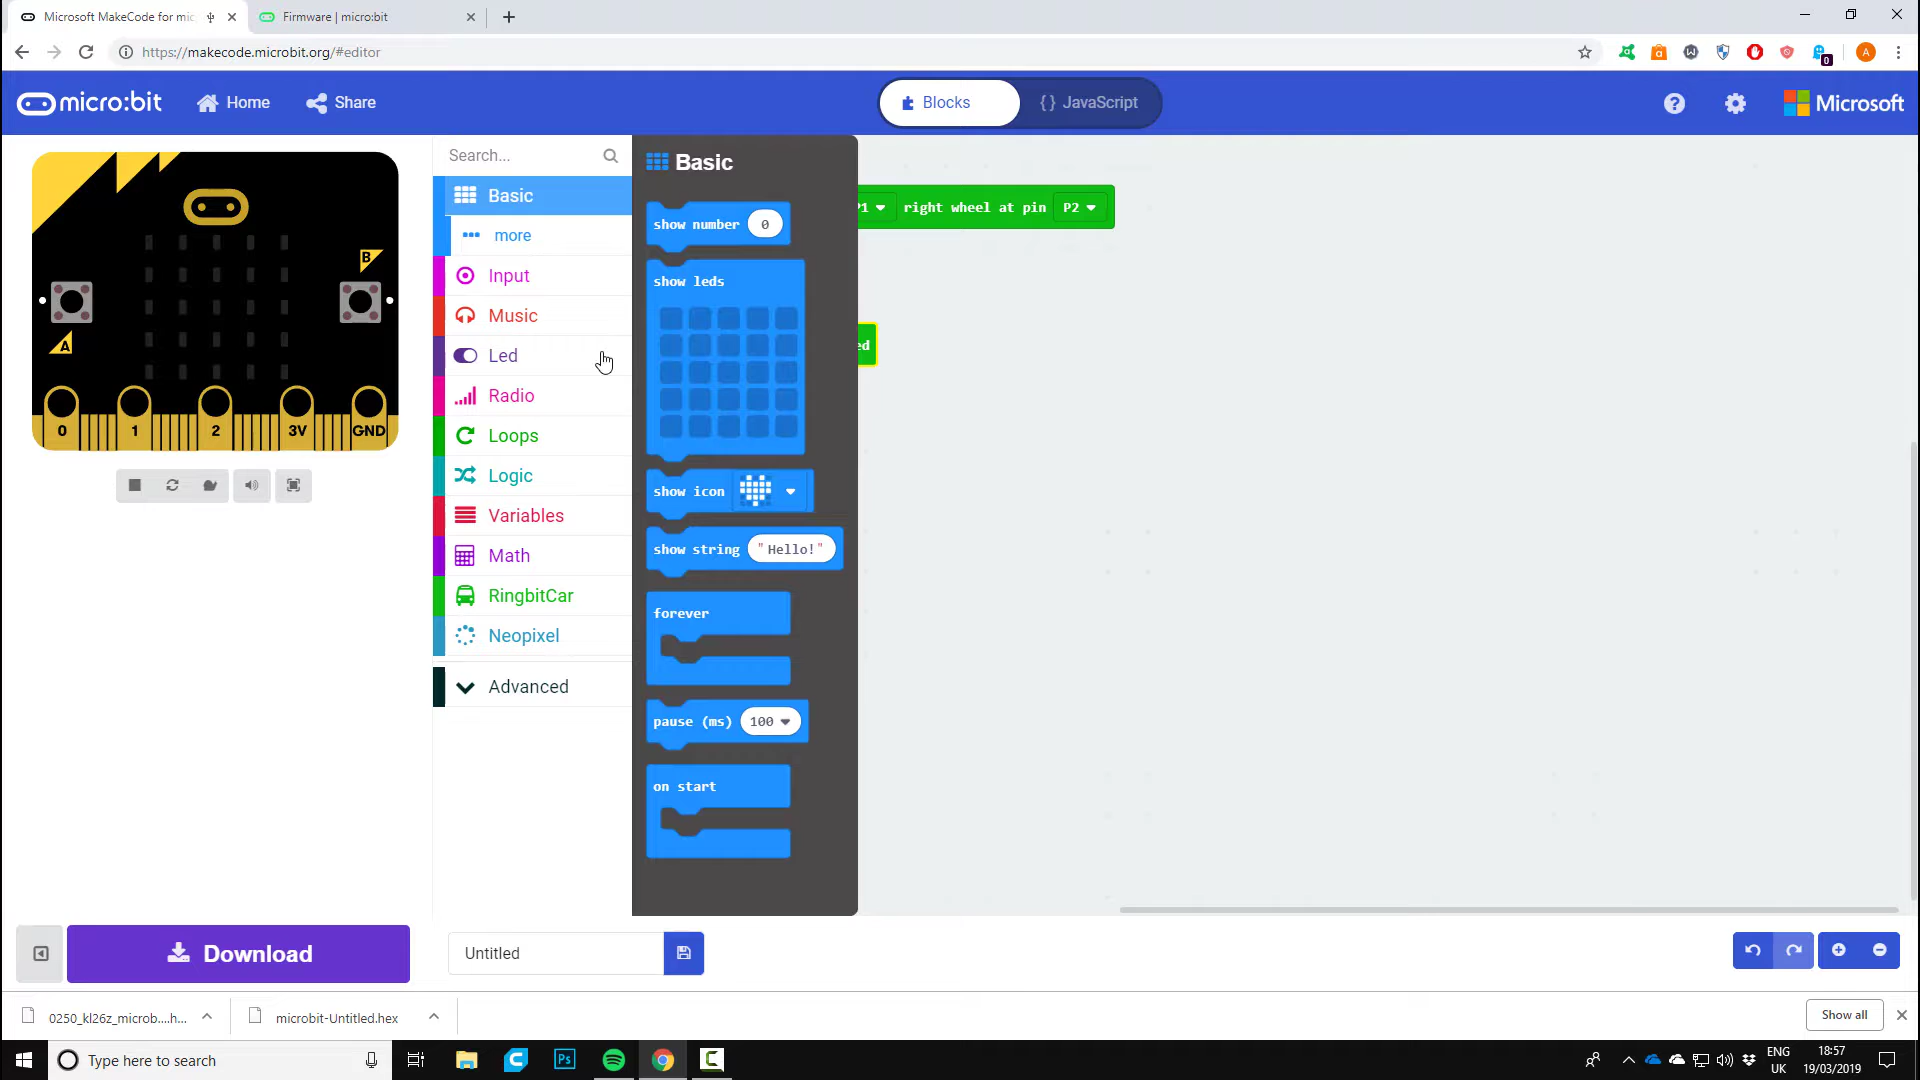 Microsoft MakeCode for mic
Firmware | micro:bit
https://makecode.microbit.org/#editor
0
A
micro:bit
Home
Share
Blocks
{ } JavaScript
?
Microsoft
B
A
0
1
2
3V
GND
Search...
Basic
more
Input
Music
Led
Radio
Loops
Logic
Variables
Math
RingbitCar
Neopixel
Advanced
Basic
show number 0
show leds
show icon
show string "Hello!"
forever
pause (ms) 100
on start
P1 right wheel at pin P2
ed
Download
Untitled
0250_kl26z_microb....h...
microbit-Untitled.hex
Show all
Type here to search
Ps
ENG
UK
18:57
19/03/2019